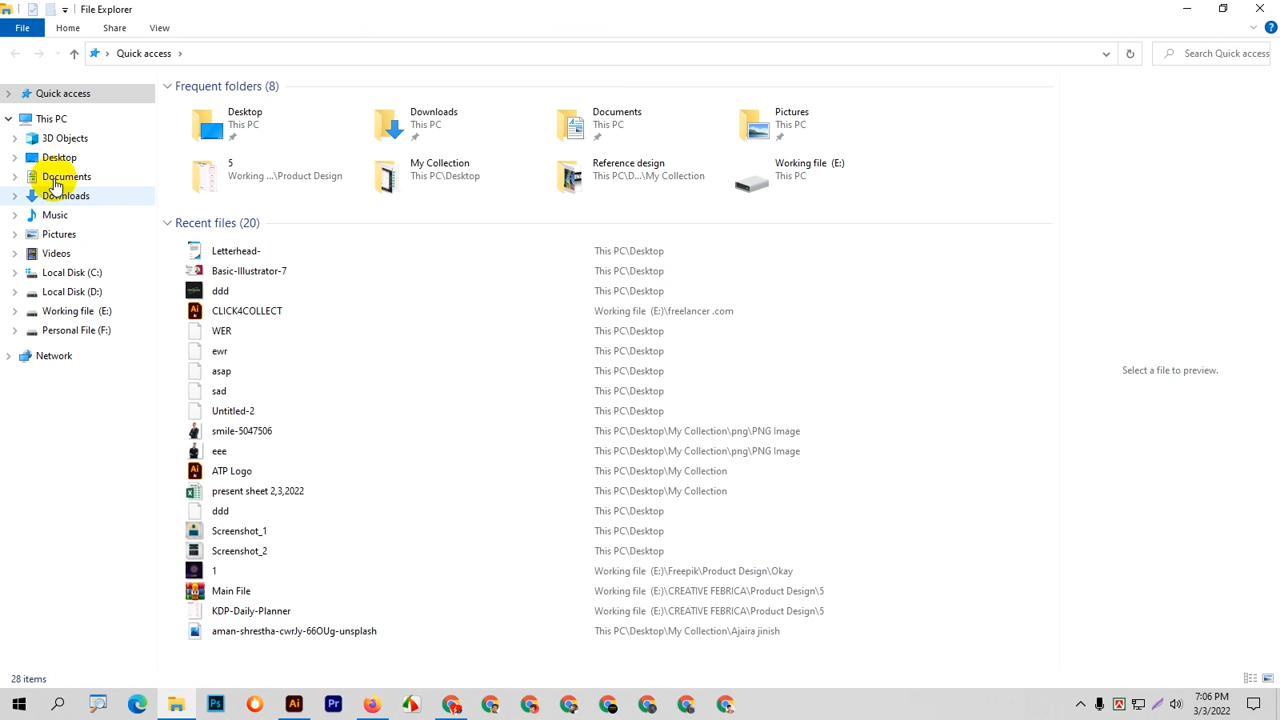 File Explorer
File Home Share View
Quick access
Search Quick access
Quick access
This PC
3D Objects
Desktop
Documents
Downloads
Music
Pictures
Videos
Local Disk (C:)
Local Disk (D:)
Working file (E:)
Personal File (F:)
Network
Frequent folders (8)
Desktop
This PC
Downloads
This PC
Documents
This PC
Pictures
This PC
5
Working ...\Product Design
My Collection
This PC\Desktop
Reference design
This PC\D...\My Collection
Working file (E:)
This PC
Recent files (20)
Letterhead- This PC\Desktop
Basic-Illustrator-7 This PC\Desktop
ddd This PC\Desktop
CLICK4COLLECT Working file (E:)\freelancer .com
WER This PC\Desktop
ewr This PC\Desktop
asap This PC\Desktop
sad This PC\Desktop
Untitled-2 This PC\Desktop
smile-5047506 This PC\Desktop\My Collection\png\PNG Image
eee This PC\Desktop\My Collection\png\PNG Image
ATP Logo This PC\Desktop\My Collection
present sheet 2,3,2022 This PC\Desktop\My Collection
ddd This PC\Desktop
Screenshot_1 This PC\Desktop
Screenshot_2 This PC\Desktop
1 Working file (E:)\Freepik\Product Design\Okay
Main File Working file (E:)\CREATIVE FEBRICA\Product Design\5
KDP-Daily-Planner Working file (E:)\CREATIVE FEBRICA\Product Design\5
aman-shrestha-cwrJy-66OUg-unsplash This PC\Desktop\My Collection\Ajaira jinish
Select a file to preview.
28 items
Ps Ai Pr
7:06 PM
3/3/2022